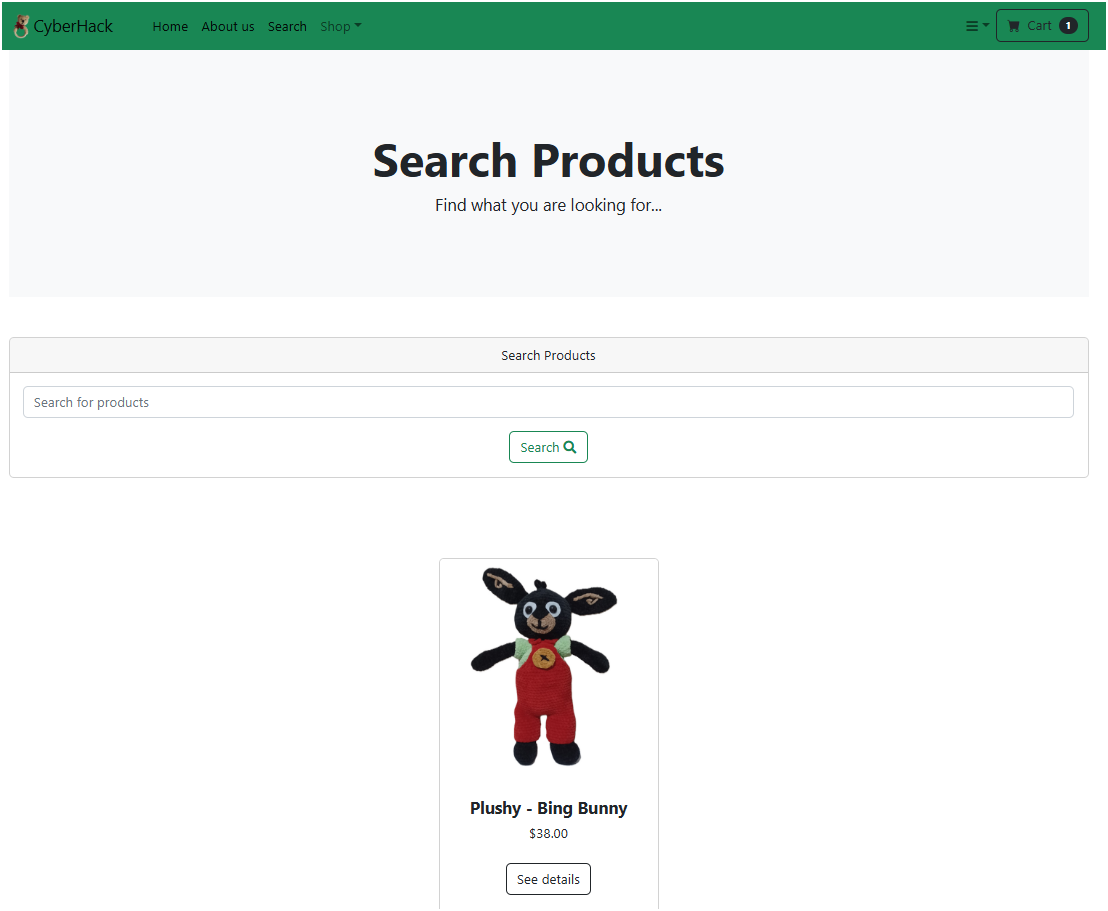 CyberHack Home About us Search Shop Cart 1
Search Products
Find what you are looking for...
Search Products
Search for products
Search
Plushy - Bing Bunny
$38.00
See details